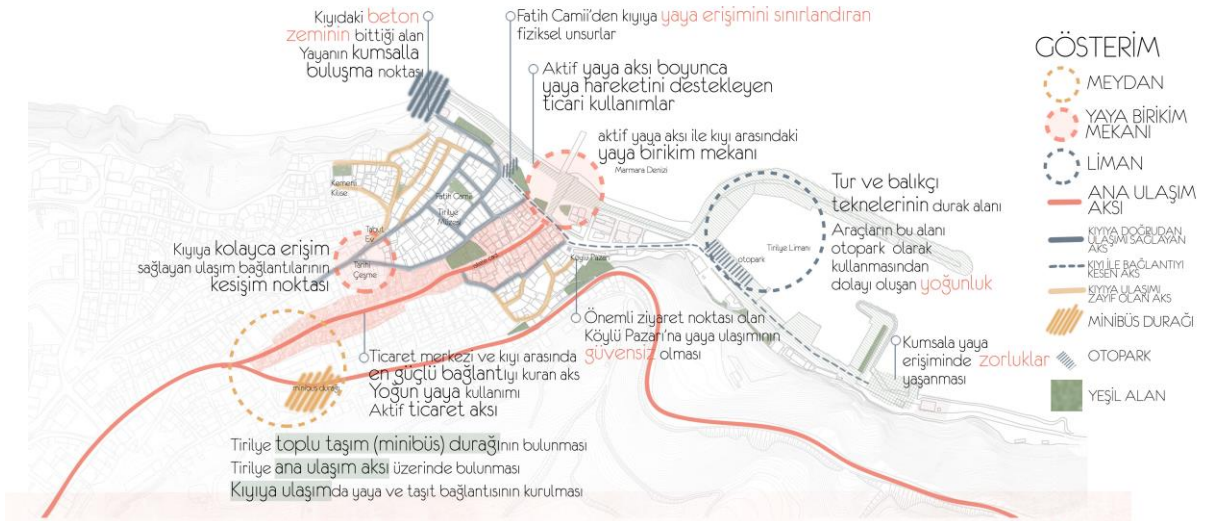 Kıyıdaki beton
zeminin bittiği alan
Yayanın kumsalla
buluşma noktası
Fatih Camii'den kıyıya yaya erişimini sınırlandıran
fiziksel unsurlar
Aktif yaya aksı boyunca
yaya hareketini destekleyen
ticari kullanımlar
aktif yaya aksı ile kıyı arasındaki
yaya birikim mekanı
Marmara Denizi
Kemerli
Kilise
Fatih Camii
Tirilye
Müzesi
Tabut
Ev
Tarihi
Çeşme
Kıyıya kolayca erişim
sağlayan ulaşım bağlantılarının
kesişim noktası
Köylü Pazarı
otopark
Tirilye Limanı
Tur ve balıkçı
teknelerinin durak alanı
Araçların bu alanı
otopark olarak
kullanmasından
dolayı oluşan yoğunluk
Önemli ziyaret noktası olan
Köylü Pazarı'na yaya ulaşımının
güvensiz olması
Kumsala yaya
erişiminde zorluklar
yaşanması
minibüs durağı
Ticaret merkezi ve kıyı arasında
en güçlü bağlantıyı kuran aks
Yoğun yaya kullanımı
Aktif ticaret aksı
Tirilye toplu taşım (minibüs) durağının bulunması
Tirilye ana ulaşım aksı üzerinde bulunması
Kıyıya ulaşımda yaya ve taşıt bağlantısının kurulması
GÖSTERİM
MEYDAN
YAYA BİRİKİM
MEKANI
LİMAN
ANA ULAŞIM
AKSI
KIYIYA DOĞRUDAN
ULAŞIMI SAĞLAYAN
AKS
KIYI İLE BAĞLANTIYI
KESEN AKS
KIYIYA ULAŞIMI
ZAYIF OLAN AKS
MİNİBÜS DURAĞI
OTOPARK
YEŞİL ALAN